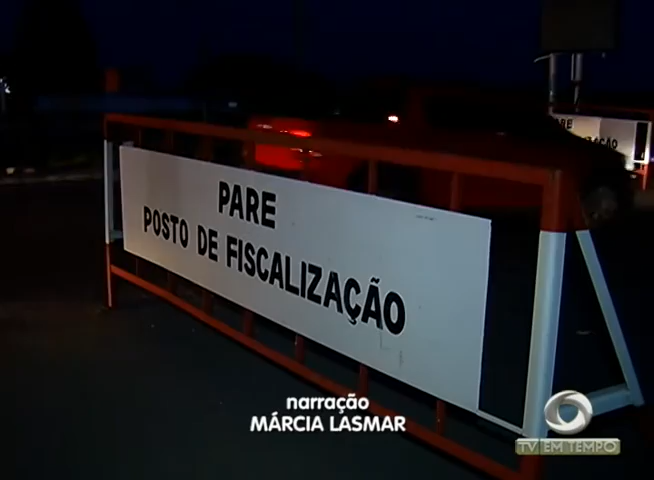 PARE
POSTO DE FISCALIZAÇÃO
narração
MÁRCIA LASMAR
TV EM TEMPO